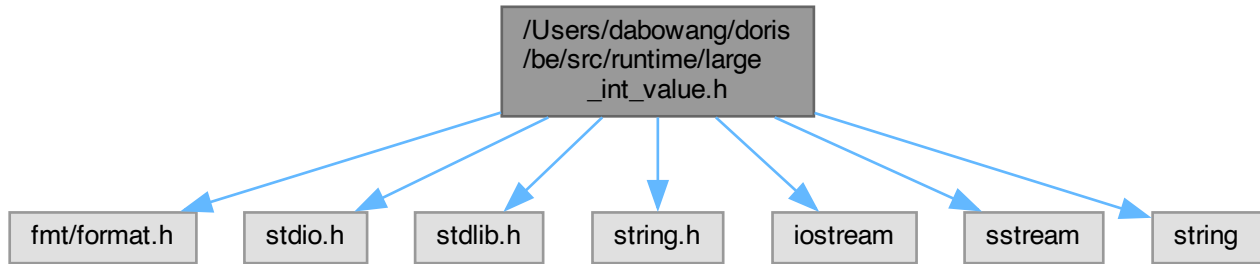 /Users/dabowang/doris
/be/src/runtime/large
_int_value.h
fmt/format.h
stdio.h
stdlib.h
string.h
iostream
sstream
string